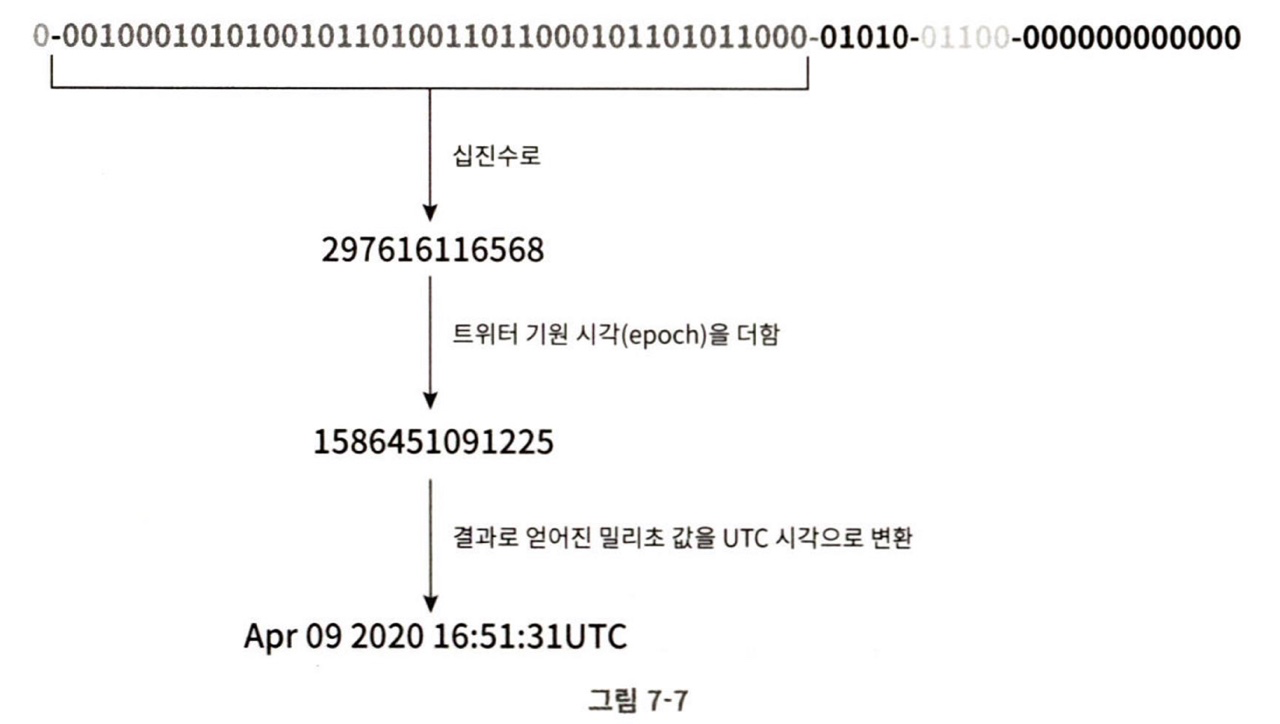 0-00100010101001011010011011000101101011000-01010-01100-000000000000
십진수로
297616116568
트위터 기원 시각(epoch)을 더함
1586451091225
결과로 얻어진 밀리초 값을 UTC 시각으로 변환
Apr 09 2020 16:51:31UTC
그림 7-7